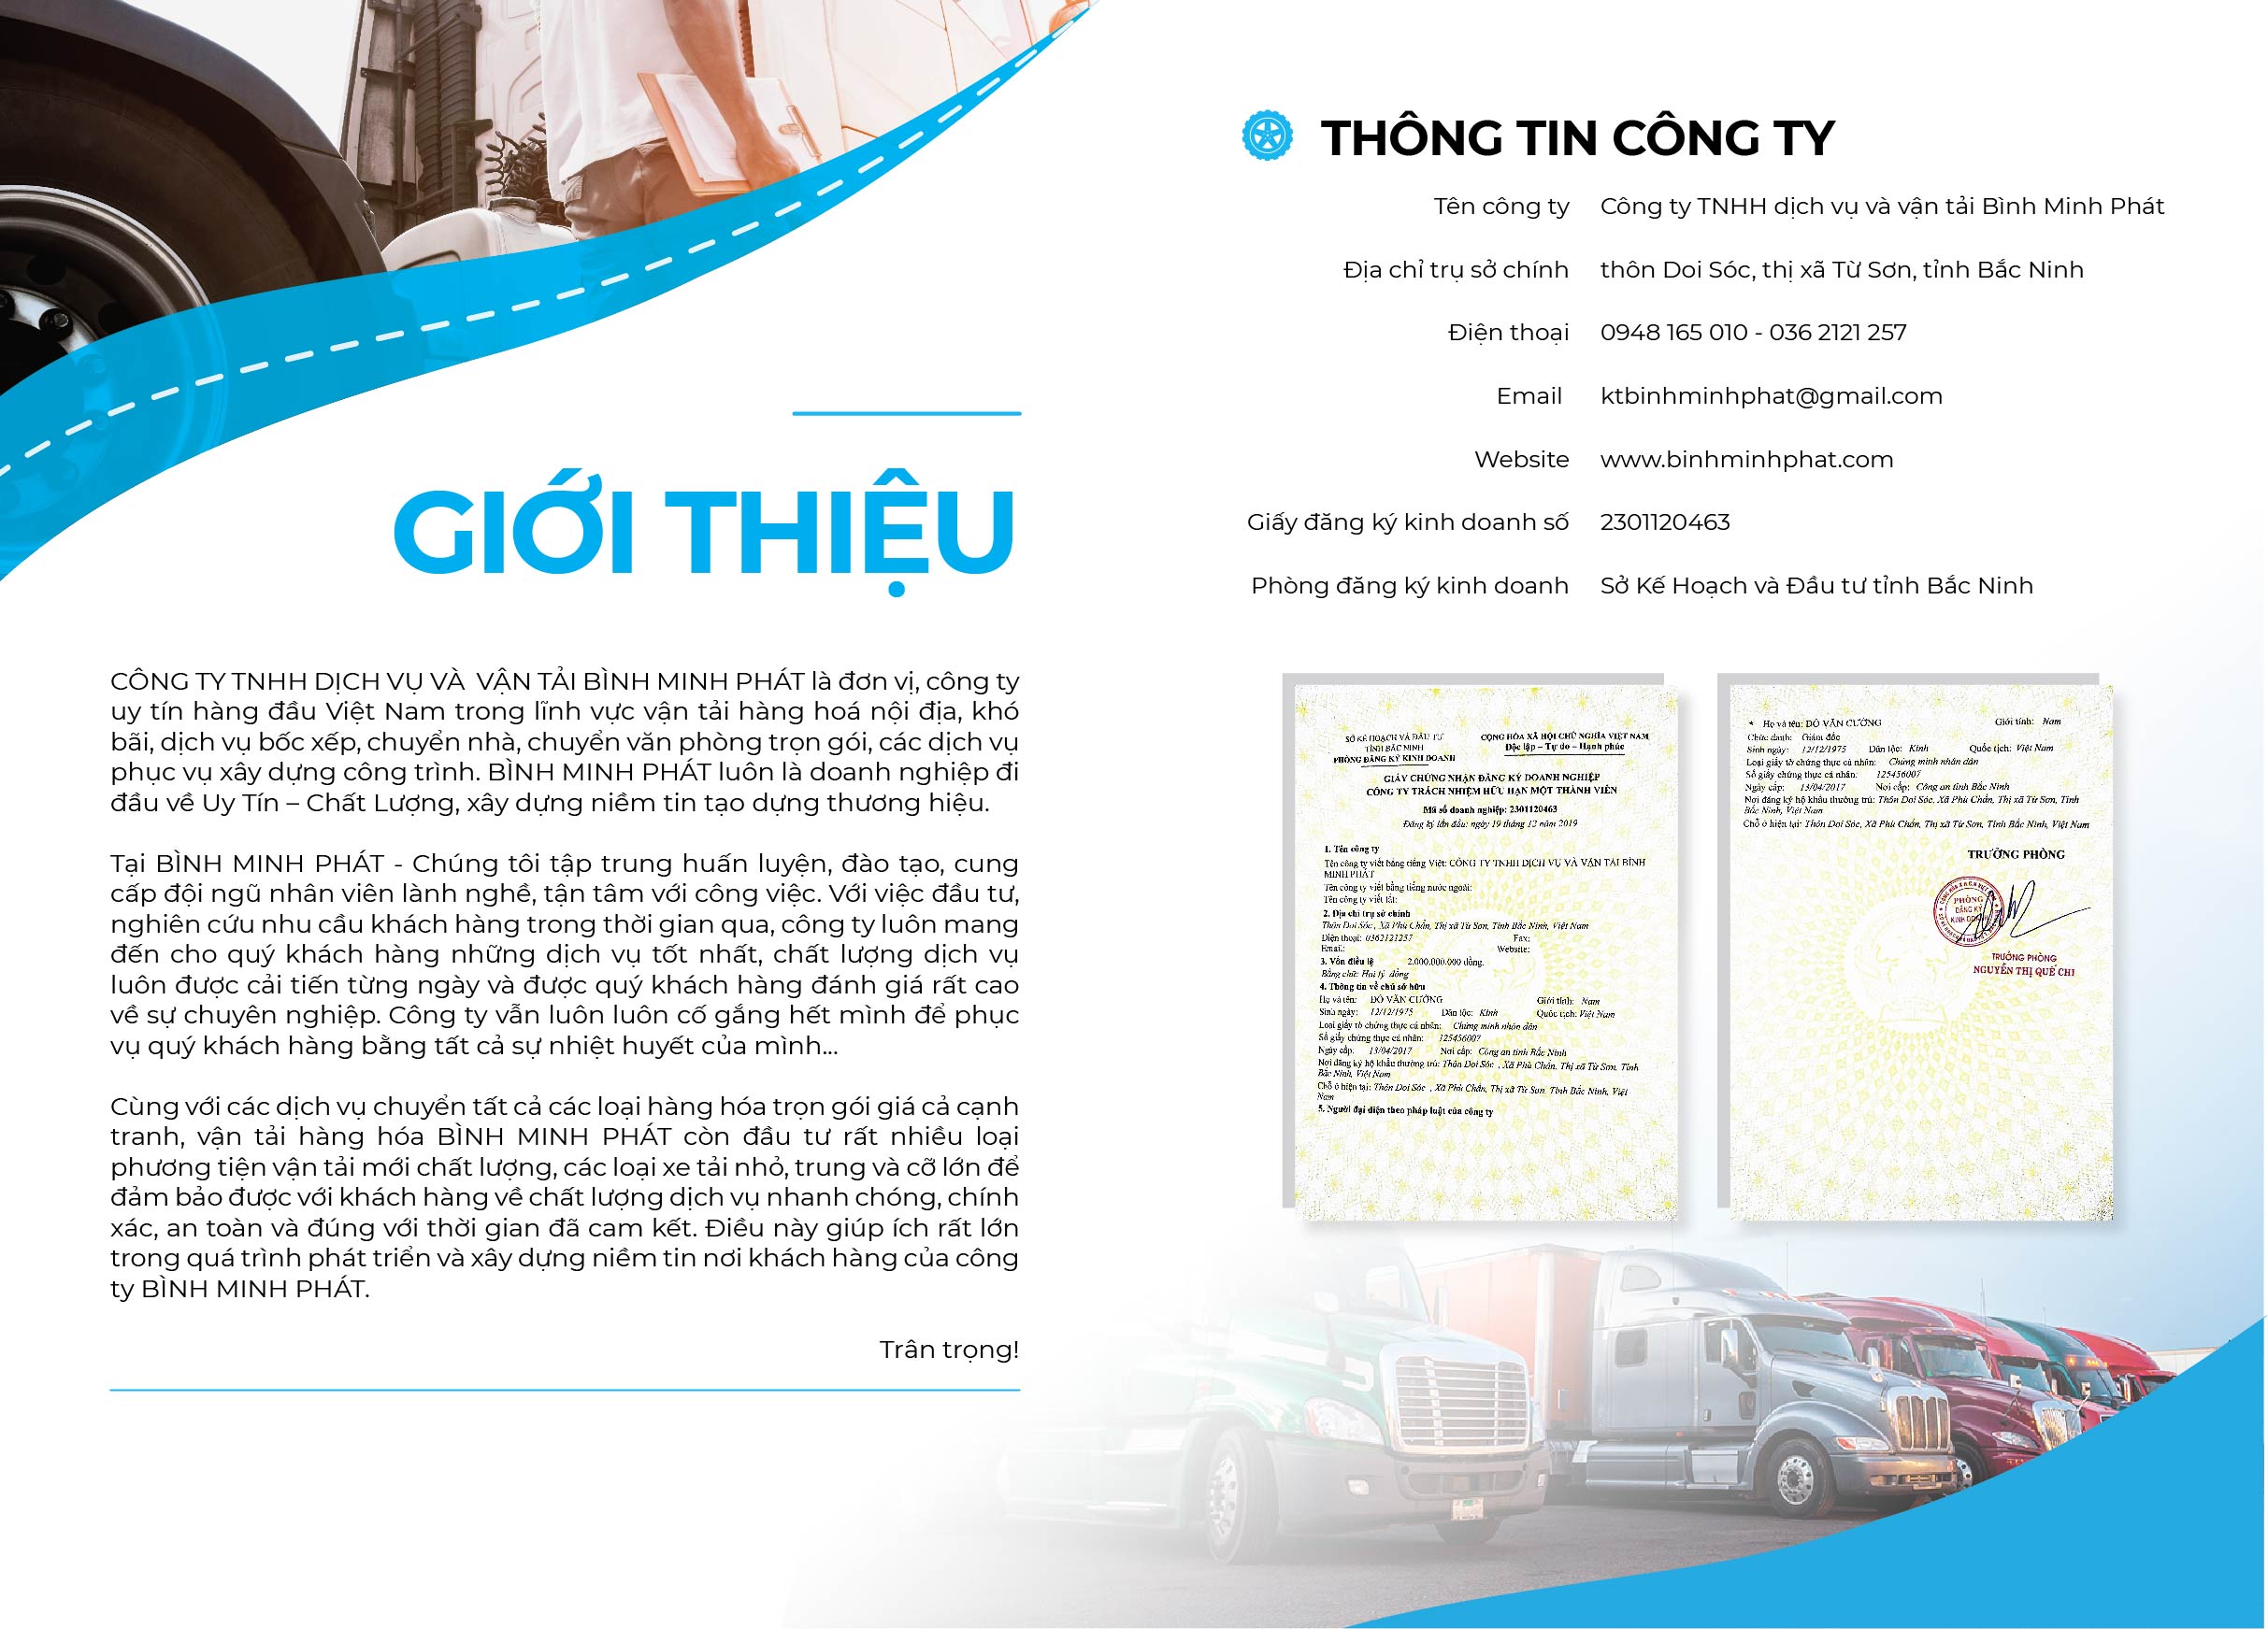 GIỚI THIỆU
CÔNG TY TNHH DỊCH VỤ VÀ VẬN TẢI BÌNH MINH PHÁT là đơn vị, công ty
uy tín hàng đầu Việt Nam trong lĩnh vực vận tải hàng hoá nội địa, khó
bãi, dịch vụ bốc xếp, chuyển nhà, chuyển văn phòng trọn gói, các dịch vụ
phục vụ xây dựng công trình. BÌNH MINH PHÁT luôn là doanh nghiệp đi
đầu về Uy Tín – Chất Lượng, xây dựng niềm tin tạo dựng thương hiệu.
Tại BÌNH MINH PHÁT - Chúng tôi tập trung huấn luyện, đào tạo, cung
cấp đội ngũ nhân viên lành nghề, tận tâm với công việc. Với việc đầu tư,
nghiên cứu nhu cầu khách hàng trong thời gian qua, công ty luôn mang
đến cho quý khách hàng những dịch vụ tốt nhất, chất lượng dịch vụ
luôn được cải tiến từng ngày và được quý khách hàng đánh giá rất cao
về sự chuyên nghiệp. Công ty vẫn luôn luôn cố gắng hết mình để phục
vụ quý khách hàng bằng tất cả sự nhiệt huyết của mình...
Cùng với các dịch vụ chuyển tất cả các loại hàng hóa trọn gói giá cả cạnh
tranh, vận tải hàng hóa BÌNH MINH PHÁT còn đầu tư rất nhiều loại
phương tiện vận tải mới chất lượng, các loại xe tải nhỏ, trung và cỡ lớn để
đảm bảo được với khách hàng về chất lượng dịch vụ nhanh chóng, chính
xác, an toàn và đúng với thời gian đã cam kết. Điều này giúp ích rất lớn
trong quá trình phát triển và xây dựng niềm tin nơi khách hàng của công
ty BÌNH MINH PHÁT.
Trân trọng!
THÔNG TIN CÔNG TY
Tên công ty Công ty TNHH dịch vụ và vận tải Bình Minh Phát
Địa chỉ trụ sở chính thôn Doi Sóc, thị xã Từ Sơn, tỉnh Bắc Ninh
Điện thoại 0948 165 010 - 036 2121 257
Email ktbinhminhphat@gmail.com
Website www.binhminhphat.com
Giấy đăng ký kinh doanh số 2301120463
Phòng đăng ký kinh doanh Sở Kế Hoạch và Đầu tư tỉnh Bắc Ninh
SỞ KẾ HOẠCH VÀ ĐẦU TƯ CỘNG HÒA XÃ HỘI CHỦ NGHĨA VIỆT NAM
TỈNH BẮC NINH Độc lập – Tự do – Hạnh phúc
PHÒNG ĐĂNG KÝ KINH DOANH
GIẤY CHỨNG NHẬN ĐĂNG KÝ DOANH NGHIỆP
CÔNG TY TRÁCH NHIỆM HỮU HẠN MỘT THÀNH VIÊN
Mã số doanh nghiệp: 2301120463
Đăng ký lần đầu: ngày 19 tháng 12 năm 2019
1. Tên công ty
Tên công ty viết bằng tiếng Việt: CÔNG TY TNHH DỊCH VỤ VÀ VẬN TẢI BÌNH
MINH PHÁT
Tên công ty viết bằng tiếng nước ngoài:
Tên công ty viết tắt:
2. Địa chỉ trụ sở chính
Thôn Doi Sóc , Xã Phù Chẩn, Thị xã Từ Sơn, Tỉnh Bắc Ninh, Việt Nam
Điện thoại: 0362121257 Fax:
Email: Website:
3. Vốn điều lệ 2.000.000.000 đồng.
Bằng chữ: Hai tỷ đồng
4. Thông tin về chủ sở hữu
Họ và tên: ĐỖ VĂN CƯỜNG Giới tính: Nam
Sinh ngày: 12/12/1975 Dân tộc: Kinh Quốc tịch: Việt Nam
Loại giấy tờ chứng thực cá nhân: Chứng minh nhân dân
Số giấy chứng thực cá nhân: 125456007
Ngày cấp: 13/04/2017 Nơi cấp: Công an tỉnh Bắc Ninh
Nơi đăng ký hộ khẩu thường trú: Thôn Doi Sóc , Xã Phù Chẩn, Thị xã Từ Sơn, Tỉnh
Bắc Ninh, Việt Nam
Chỗ ở hiện tại: Thôn Doi Sóc , Xã Phù Chẩn, Thị xã Từ Sơn, Tỉnh Bắc Ninh, Việt
Nam
5. Người đại diện theo pháp luật của công ty
* Họ và tên: ĐỖ VĂN CƯỜNG Giới tính: Nam
Chức danh: Giám đốc
Sinh ngày: 12/12/1975 Dân tộc: Kinh Quốc tịch: Việt Nam
Loại giấy tờ chứng thực cá nhân: Chứng minh nhân dân
Số giấy chứng thực cá nhân: 125456007
Ngày cấp: 13/04/2017 Nơi cấp: Công an tỉnh Bắc Ninh
Nơi đăng ký hộ khẩu thường trú: Thôn Doi Sóc, Xã Phù Chẩn, Thị xã Từ Sơn, Tỉnh
Bắc Ninh, Việt Nam
Chỗ ở hiện tại: Thôn Doi Sóc, Xã Phù Chẩn, Thị xã Từ Sơn, Tỉnh Bắc Ninh, Việt Nam
TRƯỞNG PHÒNG
PHÒNG
ĐĂNG KÝ
KINH DOANH
TRƯỞNG PHÒNG
NGUYỄN THỊ QUẾ CHI